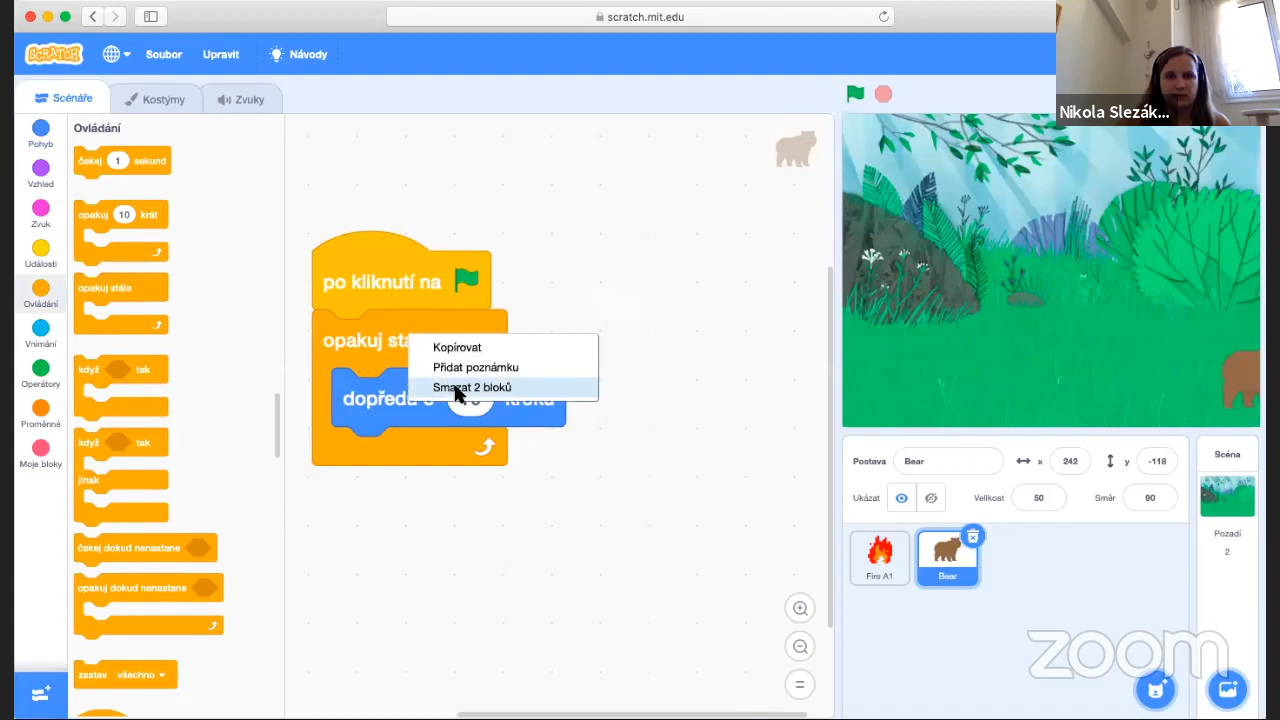 scratch.mit.edu
SCRATCH
Soubor
Upravit
Návody
Nikola Slezák...
Scénáře
Kostýmy
Zvuky
Pohyb
Vzhled
Zvuk
Události
Ovládání
Vnímání
Operátory
Proměnné
Moje bloky
Ovládání
čekej 1 sekund
opakuj 10 krát
opakuj stále
když tak
když tak
jinak
čekej dokud nenastane
opakuj dokud nenastane
zastav všechno
po kliknutí na
opakuj stá
Kopírovat
Přidat poznámku
Smazat 2 bloků
Postava
Bear
x
242
y
-118
Ukázat
Velikost
50
Směr
90
Fire A1
Bear
Scéna
Pozadí
2
zoom